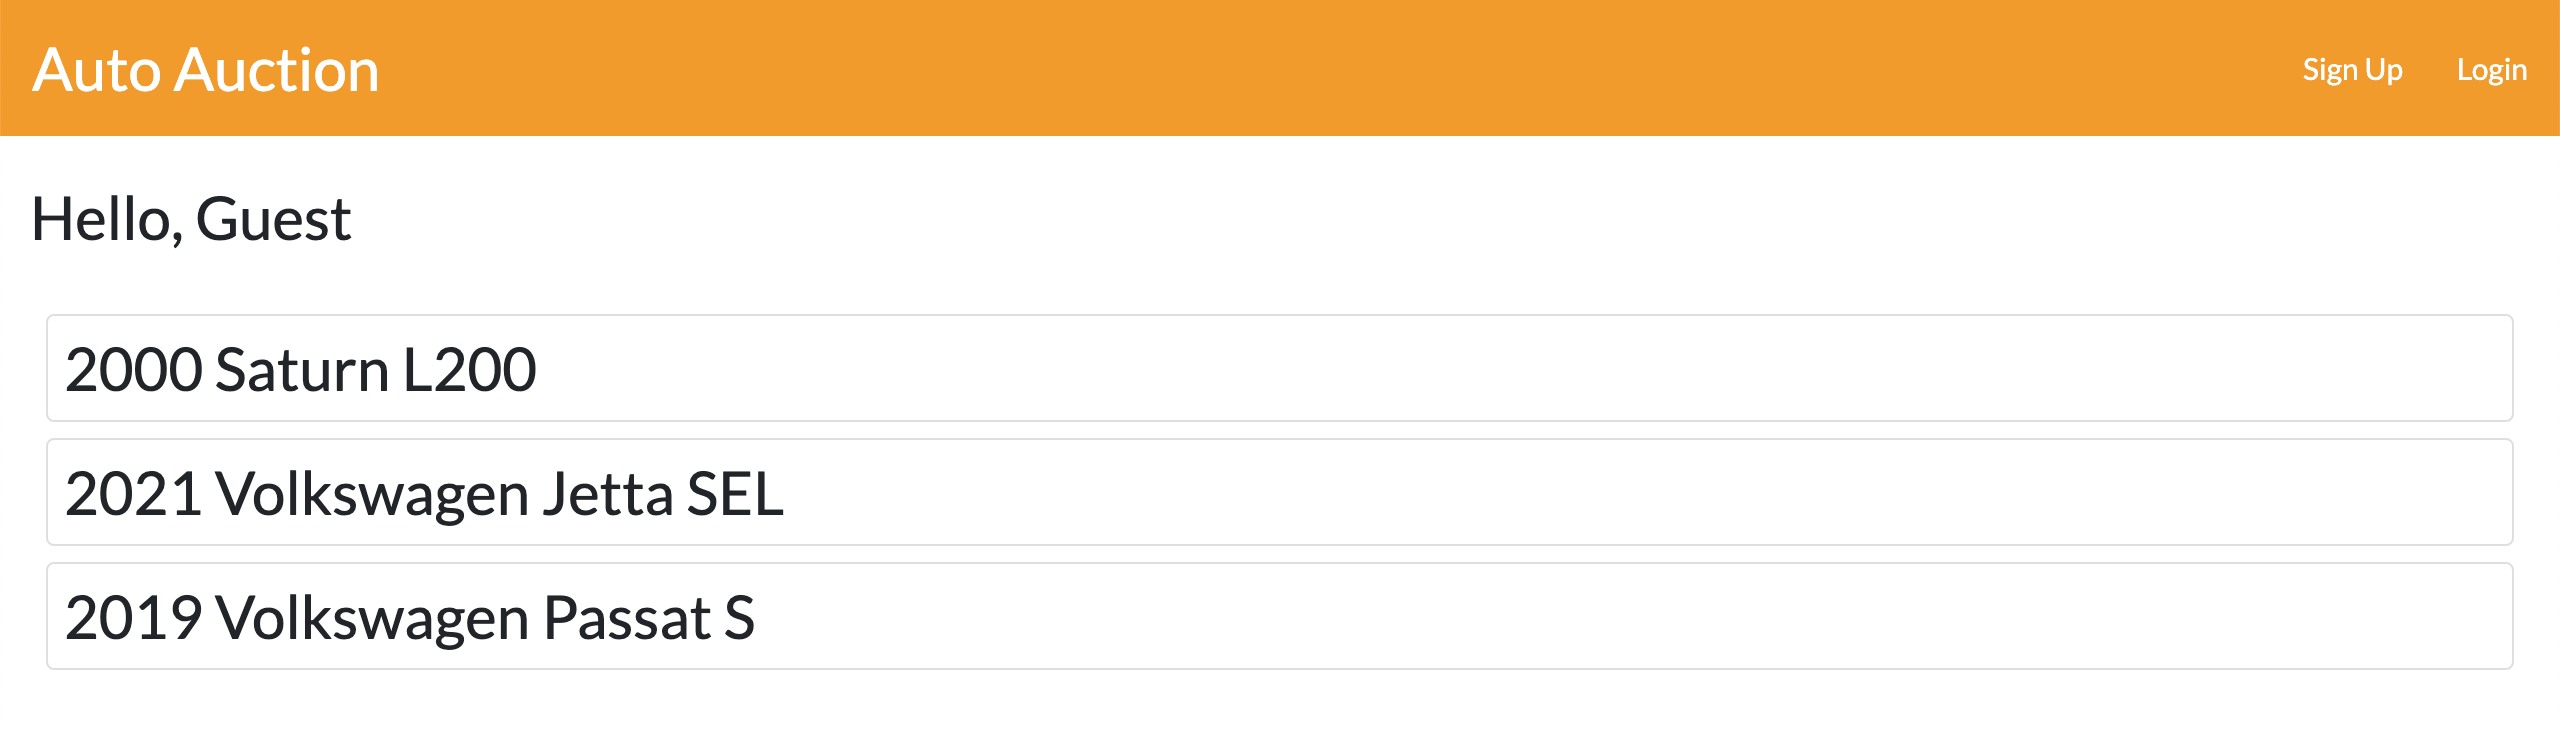 Auto Auction
Sign Up
Login
Hello, Guest
2000 Saturn L200
2021 Volkswagen Jetta SEL
2019 Volkswagen Passat S